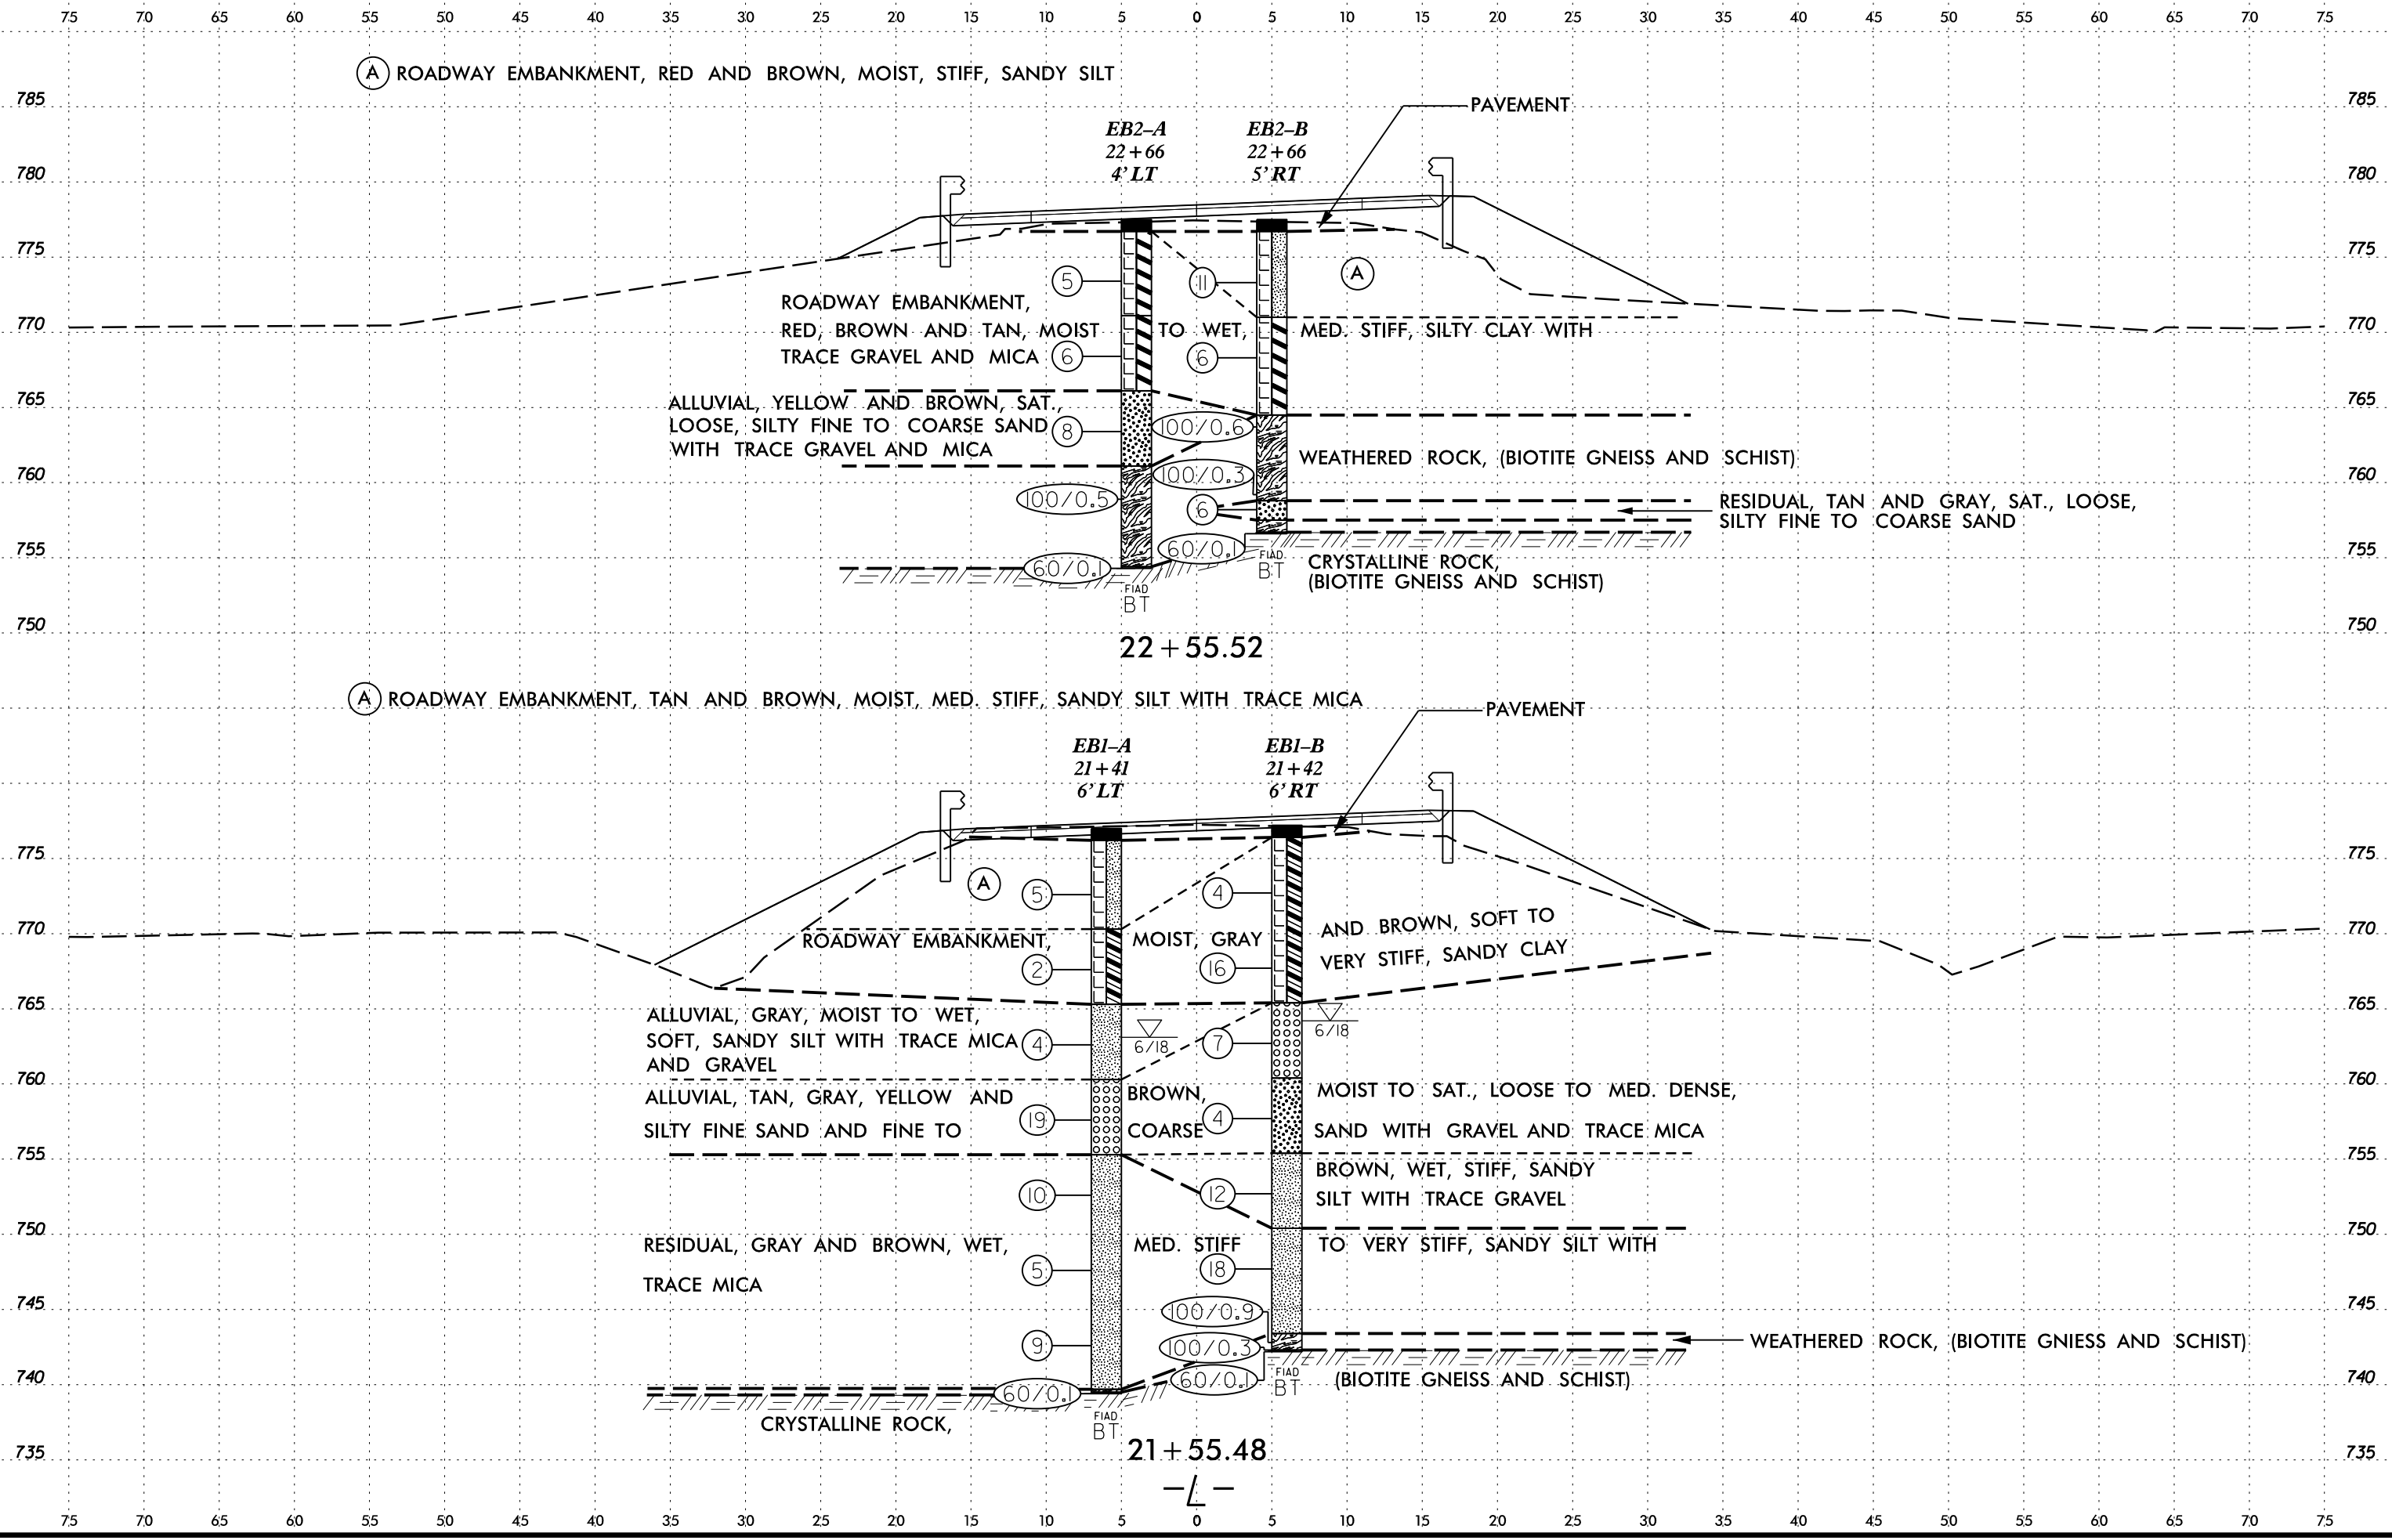 75 70 65 60 55 50 45 40 35 30 25 20 15 10 5 0 5 10 15 20 25 30 35 40 45 50 55 60 65 70 75
A ROADWAY EMBANKMENT, RED AND BROWN, MOIST, STIFF, SANDY SILT
785 785
PAVEMENT
EB2-A EB2-B
22+66 22+66
4' LT 5' RT
780 780
775 775
5 11 A
ROADWAY EMBANKMENT,
770 RED, BROWN AND TAN, MOIST TO WET, MED. STIFF, SILTY CLAY WITH 770
TRACE GRAVEL AND MICA 6 6
765 765
ALLUVIAL, YELLOW AND BROWN, SAT.,
LOOSE, SILTY FINE TO COARSE SAND 8 100/0.6
WITH TRACE GRAVEL AND MICA
WEATHERED ROCK, (BIOTITE GNEISS AND SCHIST)
760 100/0.3 760
100/0.5 6 RESIDUAL, TAN AND GRAY, SAT., LOOSE,
SILTY FINE TO COARSE SAND
755 60/0.1 FIAD 755
BT CRYSTALLINE ROCK,
60/0.1 (BIOTITE GNEISS AND SCHIST)
FIAD
BT
750 750
22+55.52
A ROADWAY EMBANKMENT, TAN AND BROWN, MOIST, MED. STIFF, SANDY SILT WITH TRACE MICA
PAVEMENT
EB1-A EB1-B
21+41 21+42
6' LT 6' RT
775 775
A 5 4
770 AND BROWN, SOFT TO 770
ROADWAY EMBANKMENT, MOIST, GRAY
VERY STIFF, SANDY CLAY
2 16
765 765
ALLUVIAL, GRAY, MOIST TO WET,
6/18
SOFT, SANDY SILT WITH TRACE MICA 4 6/18 7
AND GRAVEL
760 760
ALLUVIAL, TAN, GRAY, YELLOW AND BROWN, MOIST TO SAT., LOOSE TO MED. DENSE,
19 4
SILTY FINE SAND AND FINE TO COARSE SAND WITH GRAVEL AND TRACE MICA
755 755
BROWN, WET, STIFF, SANDY
10 12
SILT WITH TRACE GRAVEL
750 750
RESIDUAL, GRAY AND BROWN, WET, MED. STIFF TO VERY STIFF, SANDY SILT WITH
5 18
TRACE MICA
745 100/0.9 745
9 100/0.3 WEATHERED ROCK, (BIOTITE GNIESS AND SCHIST)
740 60/0.1 60/0.1 FIAD (BIOTITE GNEISS AND SCHIST) 740
BT
CRYSTALLINE ROCK, FIAD
BT
735 21+55.48 735
-L-
75 70 65 60 55 50 45 40 35 30 25 20 15 10 5 0 5 10 15 20 25 30 35 40 45 50 55 60 65 70 75